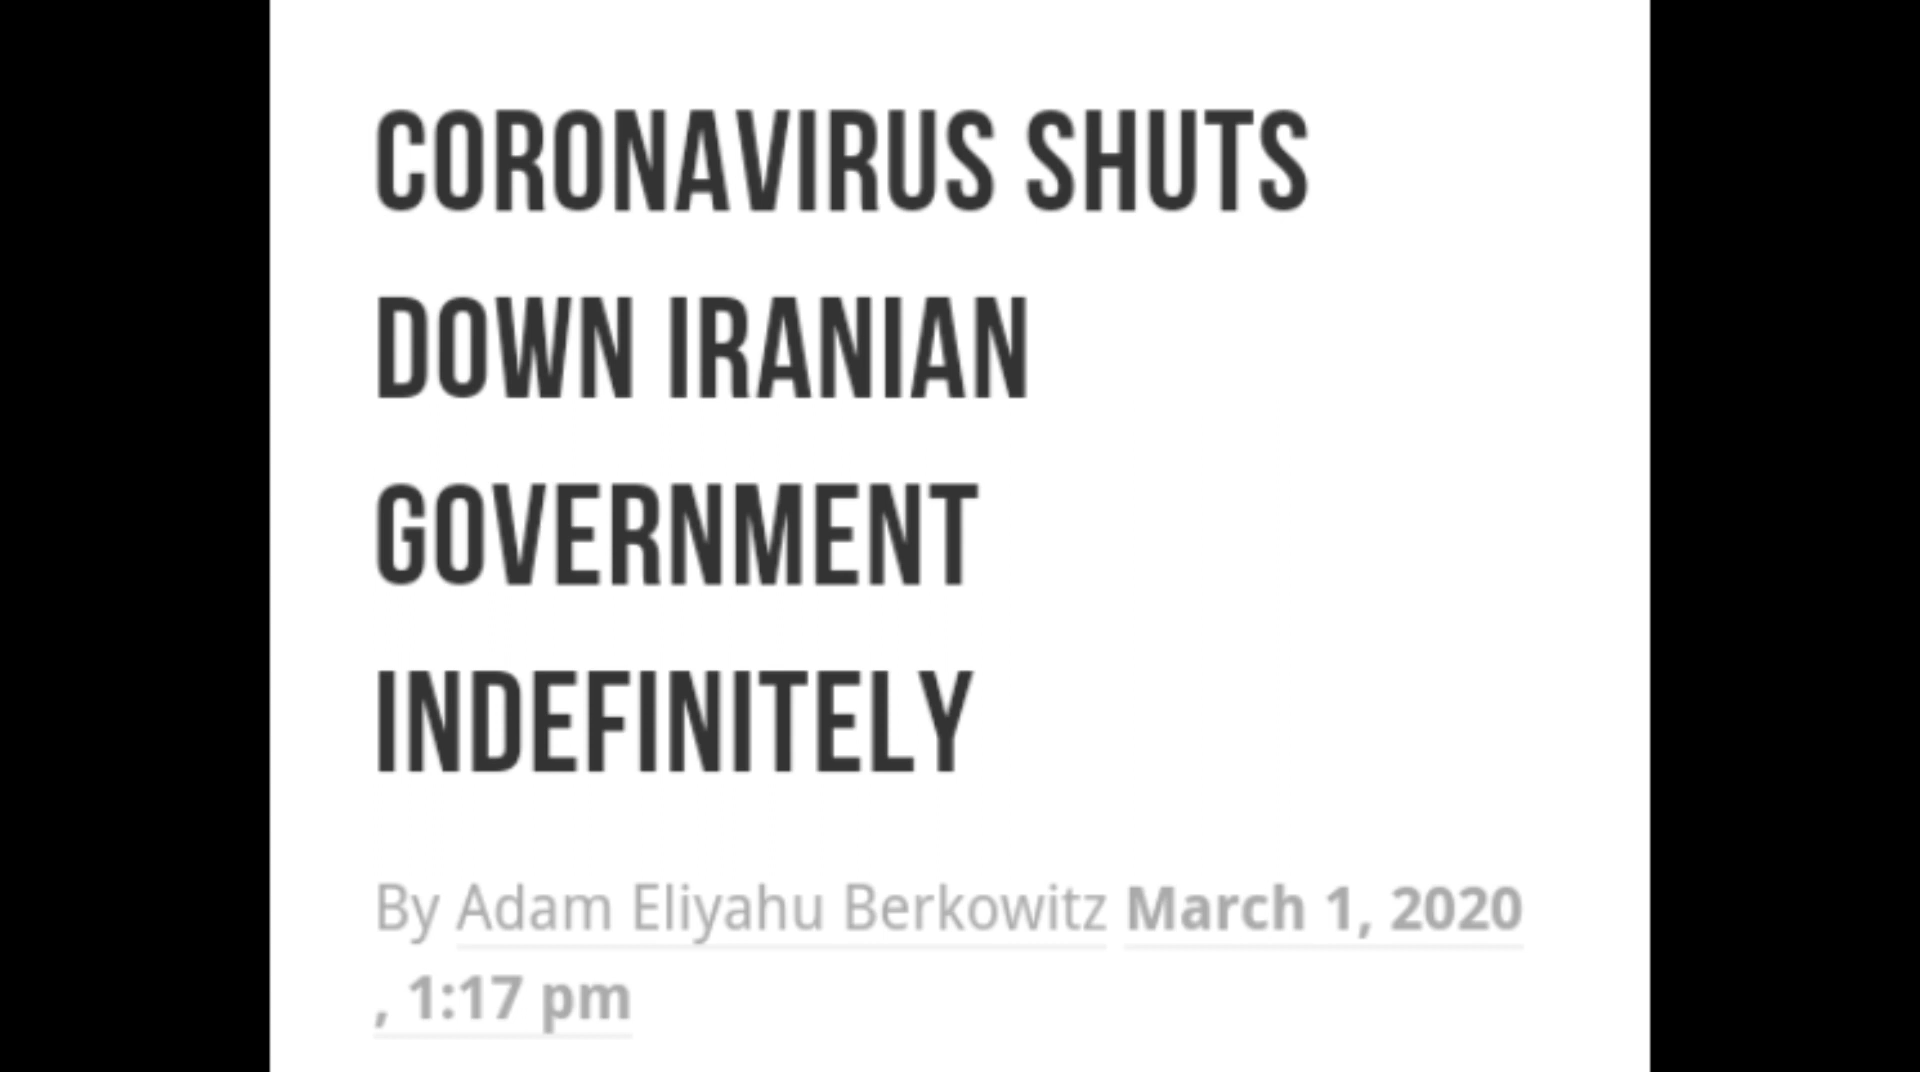 CORONAVIRUS SHUTS
DOWN IRANIAN
GOVERNMENT
INDEFINITELY
By Adam Eliyahu Berkowitz March 1, 2020
, 1:17 pm